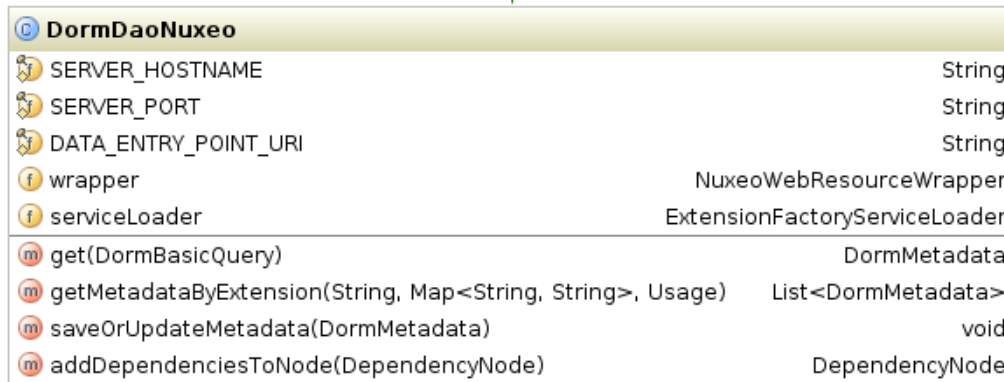 C DormDaoNuxeo
f SERVER_HOSTNAME String
f SERVER_PORT String
f DATA_ENTRY_POINT_URI String
f wrapper NuxeoWebResourceWrapper
f serviceLoader ExtensionFactoryServiceLoader
m get(DormBasicQuery) DormMetadata
m getMetadataByExtension(String, Map<String, String>, Usage) List<DormMetadata>
m saveOrUpdateMetadata(DormMetadata) void
m addDependenciesToNode(DependencyNode) DependencyNode